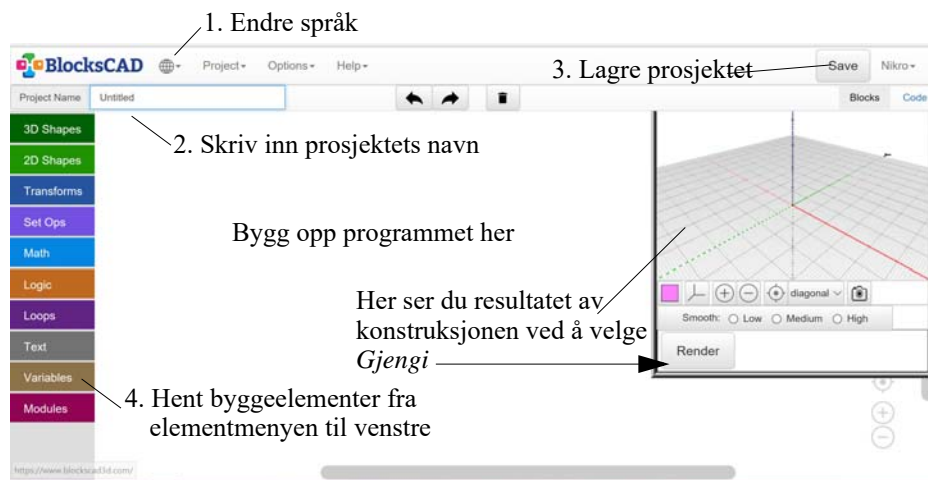 1. Endre språk
BlocksCAD Project Options Help 3. Lagre prosjektet Save Nikro
Project Name Untitled Blocks Code
3D Shapes
2. Skriv inn prosjektets navn
2D Shapes
Transforms
Set Ops
Bygg opp programmet her
Math
Logic
Her ser du resultatet av
konstruksjonen ved å velge
Gjengi
diagonal
Smooth: Low Medium High
Render
Loops
Text
Variables
4. Hent byggeelementer fra
elementmenyen til venstre
Modules
https://www.blockscad3d.com/